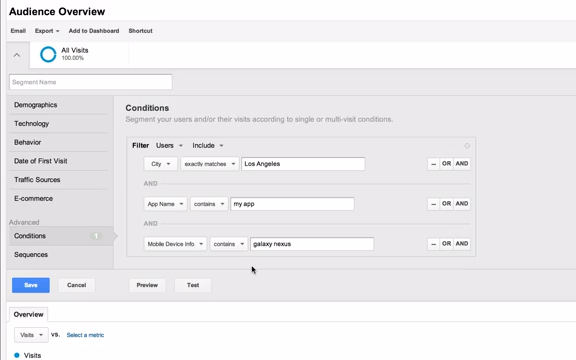 Audience Overview
Email Export Add to Dashboard Shortcut
All Visits
100.00%
Segment Name
Demographics
Technology
Behavior
Date of First Visit
Traffic Sources
E-commerce
Advanced
Conditions 1
Sequences
Conditions
Segment your users and/or their visits according to single or multi-visit conditions.
Filter Users Include
City exactly matches Los Angeles – OR AND
AND
App Name contains my app – OR AND
AND
Mobile Device Info contains galaxy nexus – OR AND
Save Cancel Preview Test
Overview
Visits VS. Select a metric
Visits